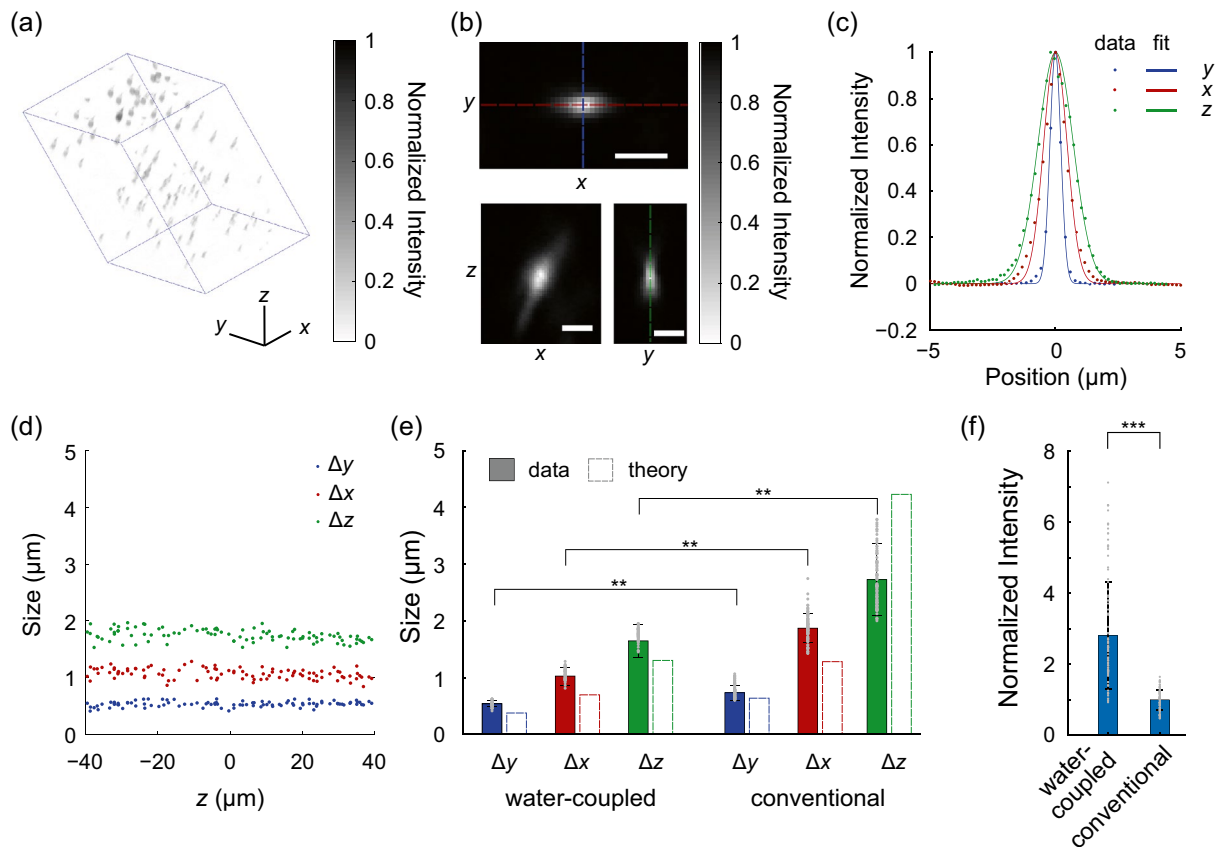 (a)
1
0.8
0.6
0.4
0.2
0
Normalized Intensity
z
y
x
(b)
y
x
z
x
y
1
0.8
0.6
0.4
0.2
0
Normalized Intensity
(c)
data fit
y
x
z
1
0.8
0.6
0.4
0.2
0
−0.2
Normalized Intensity
−5 0 5
Position (μm)
(d)
5
4
3
2
1
0
Size (μm)
Δy
Δx
Δz
−40 −20 0 20 40
z (μm)
(e)
5
4
3
2
1
0
Size (μm)
data theory
**
**
**
Δy Δx Δz Δy Δx Δz
water-coupled conventional
(f)
***
8
6
4
2
0
Normalized Intensity
water-
coupled
conventional